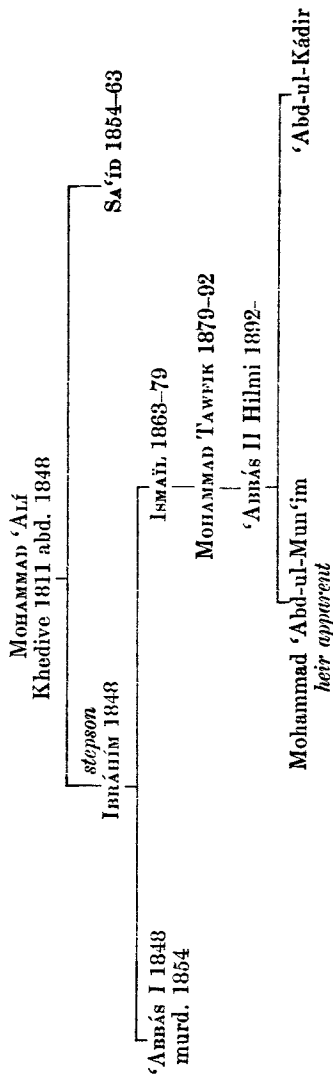 MOHAMMAD ‘ALÍ
Khedive 1811 abd. 1848
stepson
IBRÁHÍM 1848
SA‘ÍD 1854–63
‘ABBÁS I 1848
murd. 1854
ISMAÏL 1863–79
MOHAMMAD TAWFIK 1879–92
‘ABBÁS II Hilmi 1892–
Mohammad ‘Abd-ul-Mun‘im
heir apparent
‘Abd-ul-Kádir